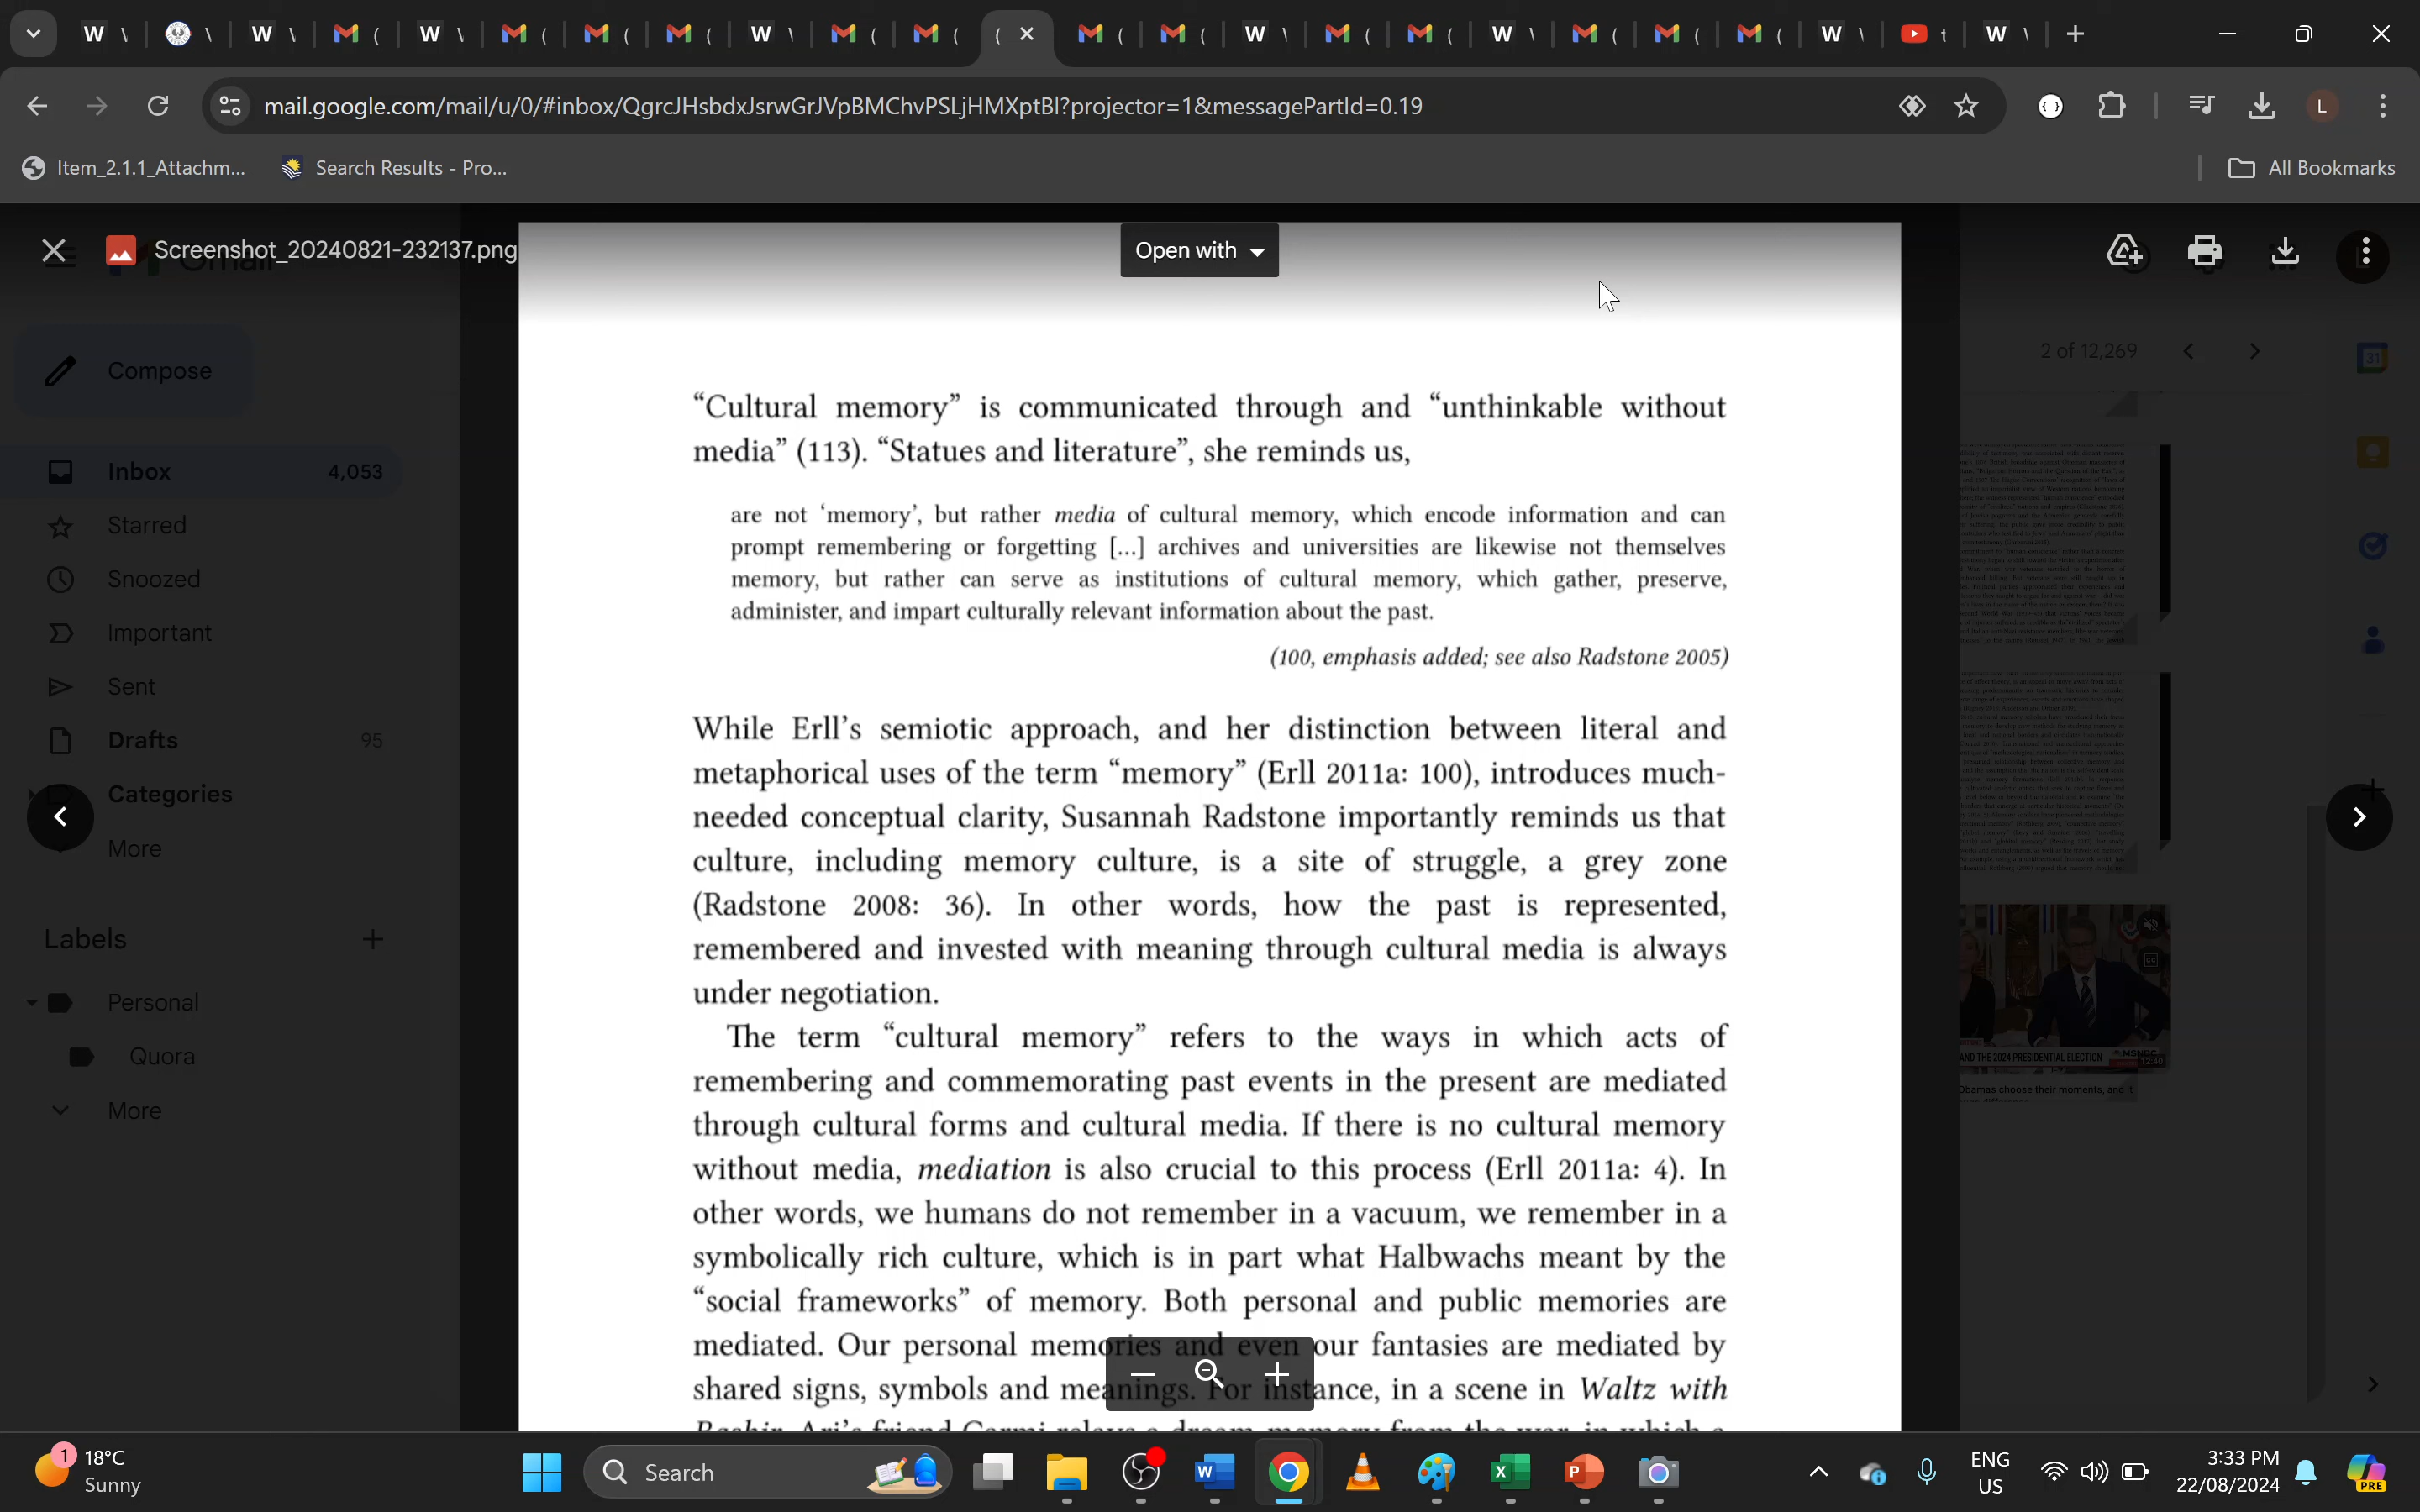 mail.google.com/mail/u/0/#inbox/QgrcJHsbdxJsrwGrJVpBMChvPSLjHMXptBl?projector=1&messagePartId=0.19
Item_2.1.1_Attachm...
Search Results - Pro...
All Bookmarks
Screenshot_20240821-232137.png
Open with
Compose
2 of 12,269
Inbox 4,053
Starred
Snoozed
Important
Sent
Drafts 95
Categories
More
Labels
Personal
Quora
More
“Cultural memory” is communicated through and “unthinkable without
media” (113). “Statues and literature”, she reminds us,
are not ‘memory’, but rather media of cultural memory, which encode information and can
prompt remembering or forgetting [...] archives and universities are likewise not themselves
memory, but rather can serve as institutions of cultural memory, which gather, preserve,
administer, and impart culturally relevant information about the past.
(100, emphasis added; see also Radstone 2005)
While Erll’s semiotic approach, and her distinction between literal and
metaphorical uses of the term “memory” (Erll 2011a: 100), introduces much-
needed conceptual clarity, Susannah Radstone importantly reminds us that
culture, including memory culture, is a site of struggle, a grey zone
(Radstone 2008: 36). In other words, how the past is represented,
remembered and invested with meaning through cultural media is always
under negotiation.
The term “cultural memory” refers to the ways in which acts of
remembering and commemorating past events in the present are mediated
through cultural forms and cultural media. If there is no cultural memory
without media, mediation is also crucial to this process (Erll 2011a: 4). In
other words, we humans do not remember in a vacuum, we remember in a
symbolically rich culture, which is in part what Halbwachs meant by the
“social frameworks” of memory. Both personal and public memories are
mediated. Our personal memories and even our fantasies are mediated by
shared signs, symbols and meanings. For instance, in a scene in Waltz with
AND THE 2024 PRESIDENTIAL ELECTION
MSNBC
Obamas choose their moments, and it
1
18°C
Sunny
Search
ENG
US
3:33 PM
22/08/2024
PRE